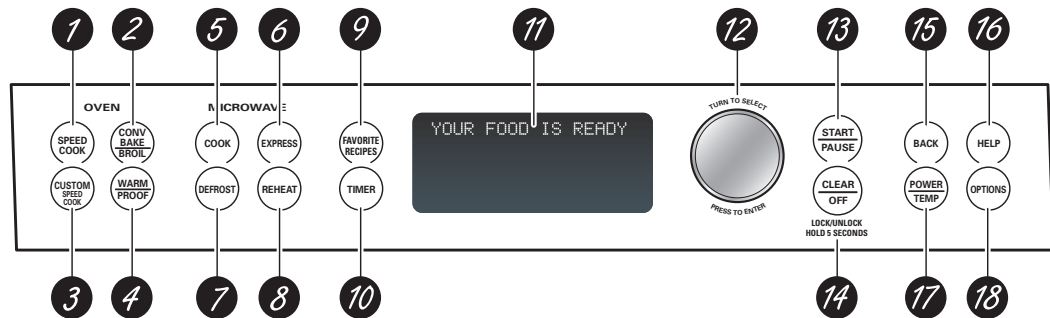 1
2
5
6
9
11
12
13
15
16
OVEN
MICROWAVE
SPEED
COOK
CONV
BAKE
BROIL
COOK
EXPRESS
FAVORITE
RECIPES
YOUR FOOD IS READY
TURN TO SELECT
PRESS TO ENTER
START
PAUSE
BACK
HELP
CUSTOM
SPEED
COOK
WARM
PROOF
DEFROST
REHEAT
TIMER
CLEAR
OFF
LOCK/UNLOCK
HOLD 5 SECONDS
POWER
TEMP
OPTIONS
3
4
7
8
10
14
17
18